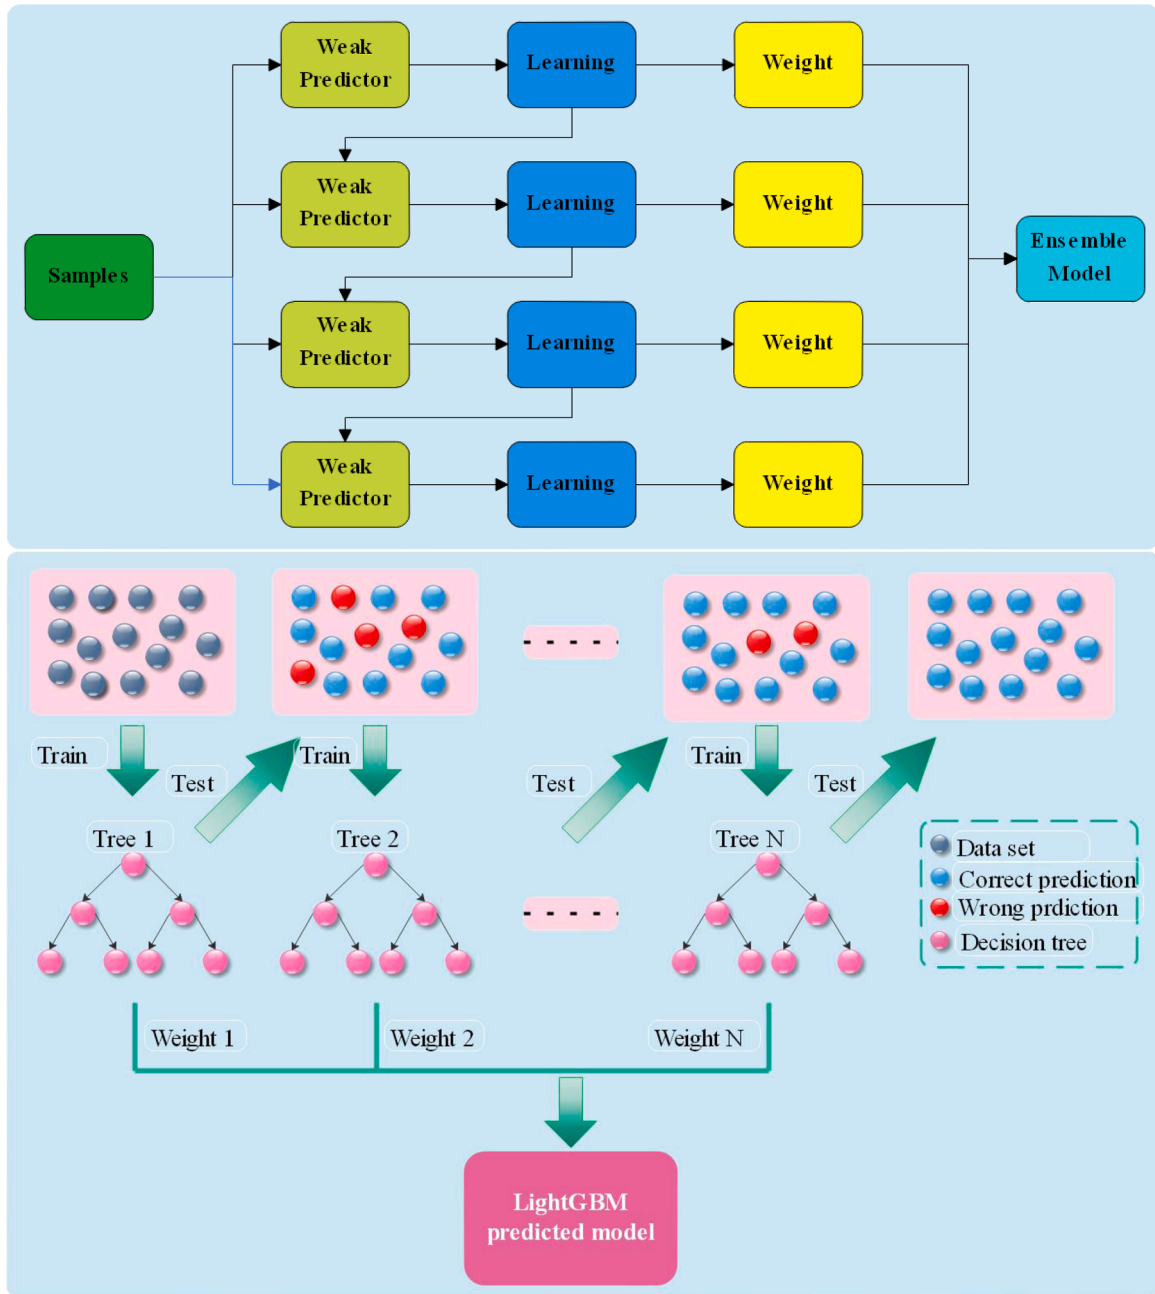 Weak
Predictor
Learning
Weight
Weak
Predictor
Learning
Weight
Samples
Ensemble
Model
Weak
Predictor
Learning
Weight
Weak
Predictor
Learning
Weight
Train
Test
Train
Test
Train
Test
Tree 1
Tree 2
Tree N
Data set
Correct prediction
Wrong prdiction
Decision tree
Weight 1
Weight 2
Weight N
LightGBM
predicted model